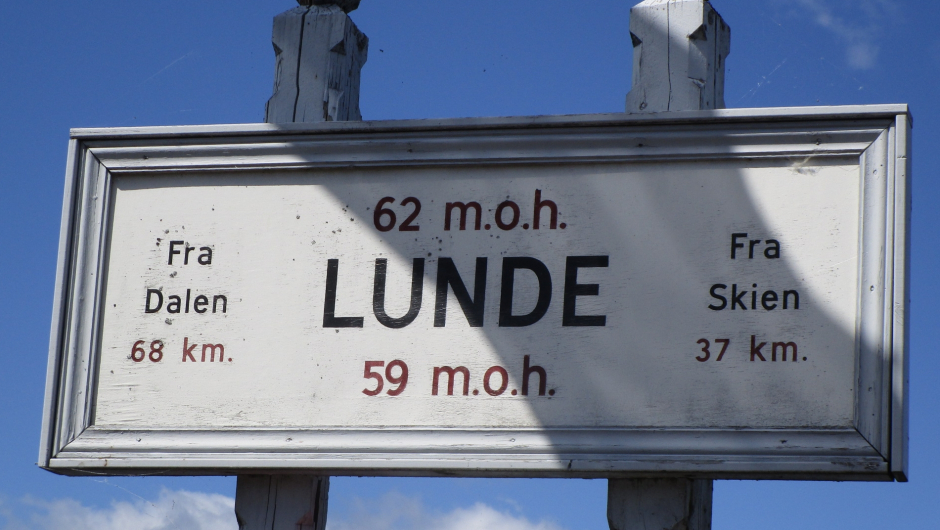 62 m.o.h.
Fra
Dalen
68 km.
LUNDE
Fra
Skien
37 km.
59 m.o.h.